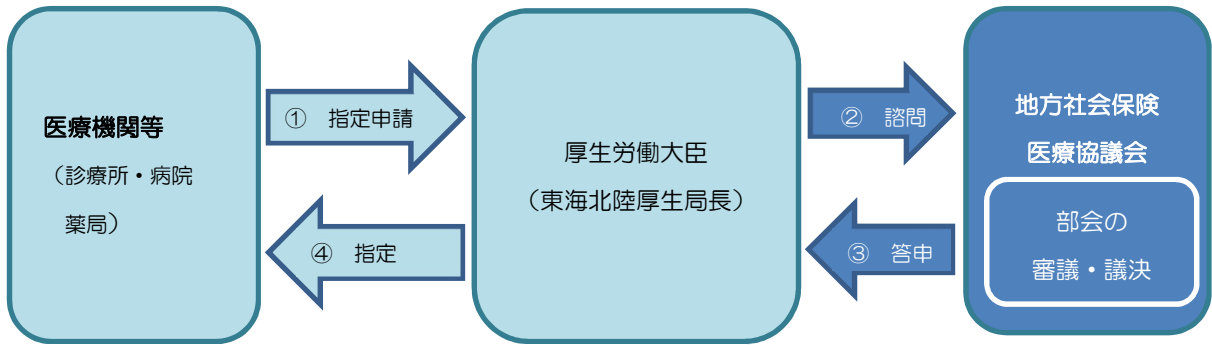 医療機関等
（診療所・病院
薬局）
① 指定申請
④ 指定
厚生労働大臣
（東海北陸厚生局長）
② 諮問
③ 答申
地方社会保険
医療協議会
部会の
審議・議決